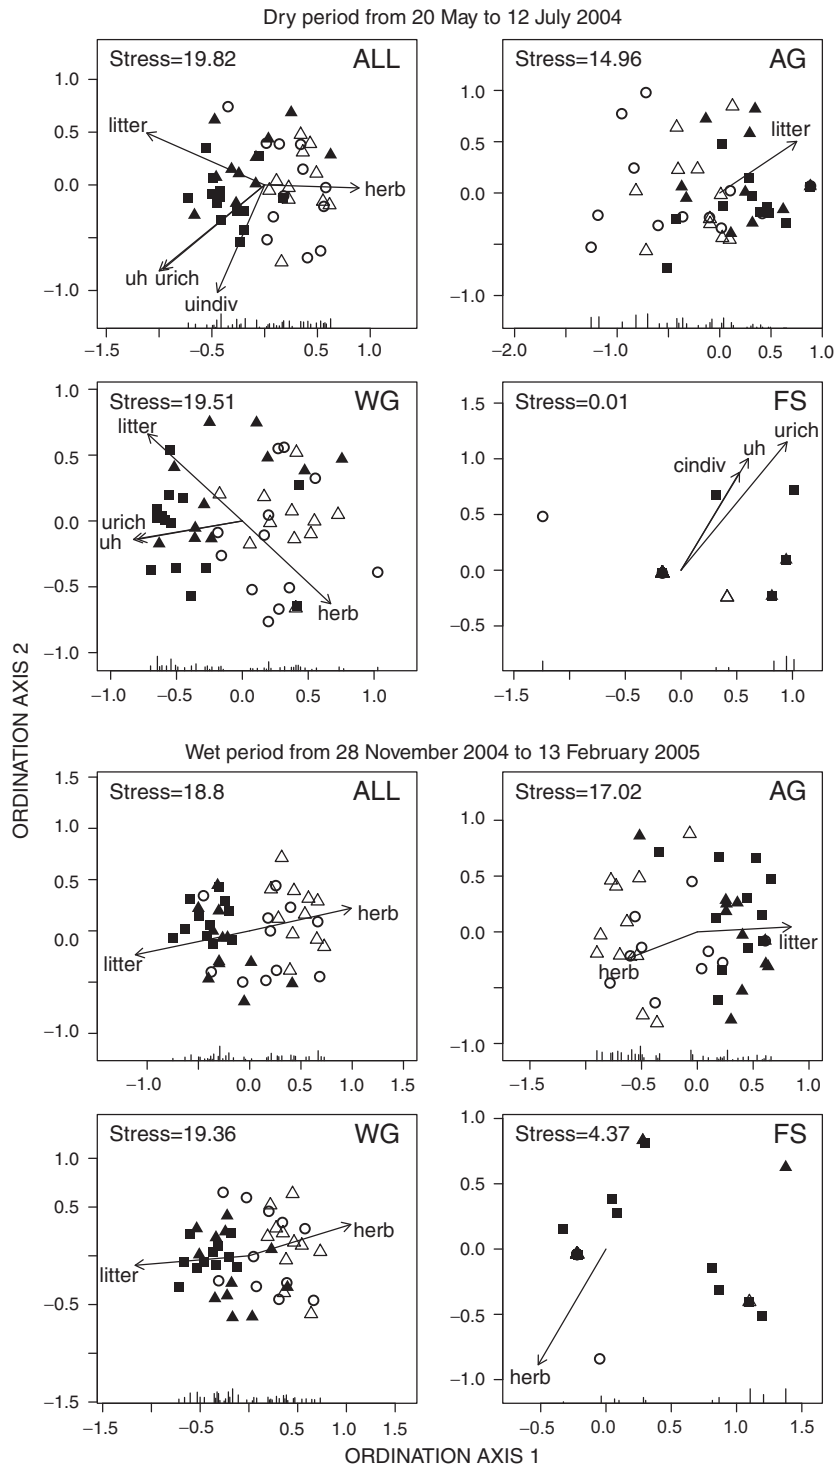 Dry period from 20 May to 12 July 2004
Stress=19.82 ALL
1.0
0.5
0.0
−1.0
litter
herb
uh urich
uindiv
−1.5 −0.5 0.0 0.5 1.0
Stress=14.96 AG
1.0
0.5
0.0
−1.0
litter
−2.0 −1.0 0.0 0.5 1.0
Stress=19.51 WG
1.0
0.5
0.0
−0.5
−1.0
litter
urich
uh
herb
−1.0 −0.5 0.0 0.5 1.0
Stress=0.01 FS
1.5
0.5
0.0
−0.5
cindiv
uh
urich
−1.5 −0.5 0.0 0.5 1.0
ORDINATION AXIS 2
Wet period from 28 November 2004 to 13 February 2005
Stress=18.8 ALL
1.5
1.0
0.5
0.0
−1.0
herb
litter
−1.0 0.0 0.5 1.0 1.5
Stress=17.02 AG
1.0
0.5
0.0
−1.0
litter
herb
−1.5 −0.5 0.0 0.5 1.0
Stress=19.36 WG
1.0
0.5
−0.5
−1.5
herb
litter
−1.5 −0.5 0.5 1.0 1.5
Stress=4.37 FS
1.0
0.5
0.0
−0.5
−1.0
herb
−0.5 0.0 0.5 1.0 1.5
ORDINATION AXIS 1